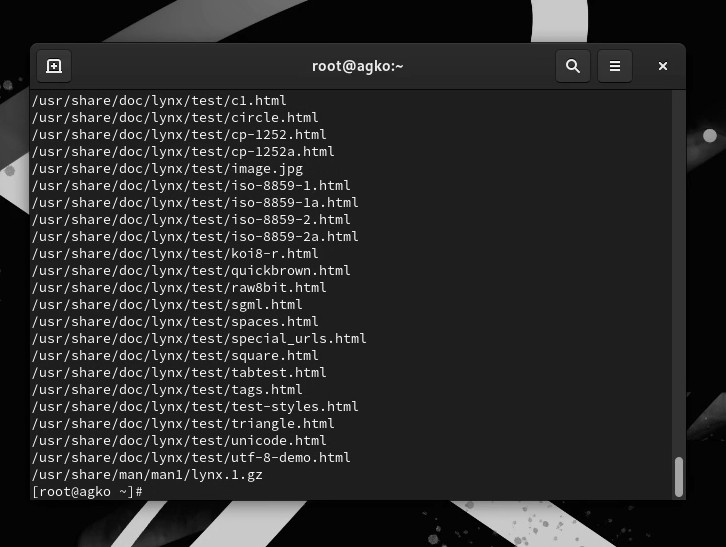 root@agko:~
/usr/share/doc/lynx/test/c1.html
/usr/share/doc/lynx/test/circle.html
/usr/share/doc/lynx/test/cp-1252.html
/usr/share/doc/lynx/test/cp-1252a.html
/usr/share/doc/lynx/test/image.jpg
/usr/share/doc/lynx/test/iso-8859-1.html
/usr/share/doc/lynx/test/iso-8859-1a.html
/usr/share/doc/lynx/test/iso-8859-2.html
/usr/share/doc/lynx/test/iso-8859-2a.html
/usr/share/doc/lynx/test/koi8-r.html
/usr/share/doc/lynx/test/quickbrown.html
/usr/share/doc/lynx/test/raw8bit.html
/usr/share/doc/lynx/test/sgml.html
/usr/share/doc/lynx/test/spaces.html
/usr/share/doc/lynx/test/special_urls.html
/usr/share/doc/lynx/test/square.html
/usr/share/doc/lynx/test/tabtest.html
/usr/share/doc/lynx/test/tags.html
/usr/share/doc/lynx/test/test-styles.html
/usr/share/doc/lynx/test/triangle.html
/usr/share/doc/lynx/test/unicode.html
/usr/share/doc/lynx/test/utf-8-demo.html
/usr/share/man/man1/lynx.1.gz
[root@agko ~]#